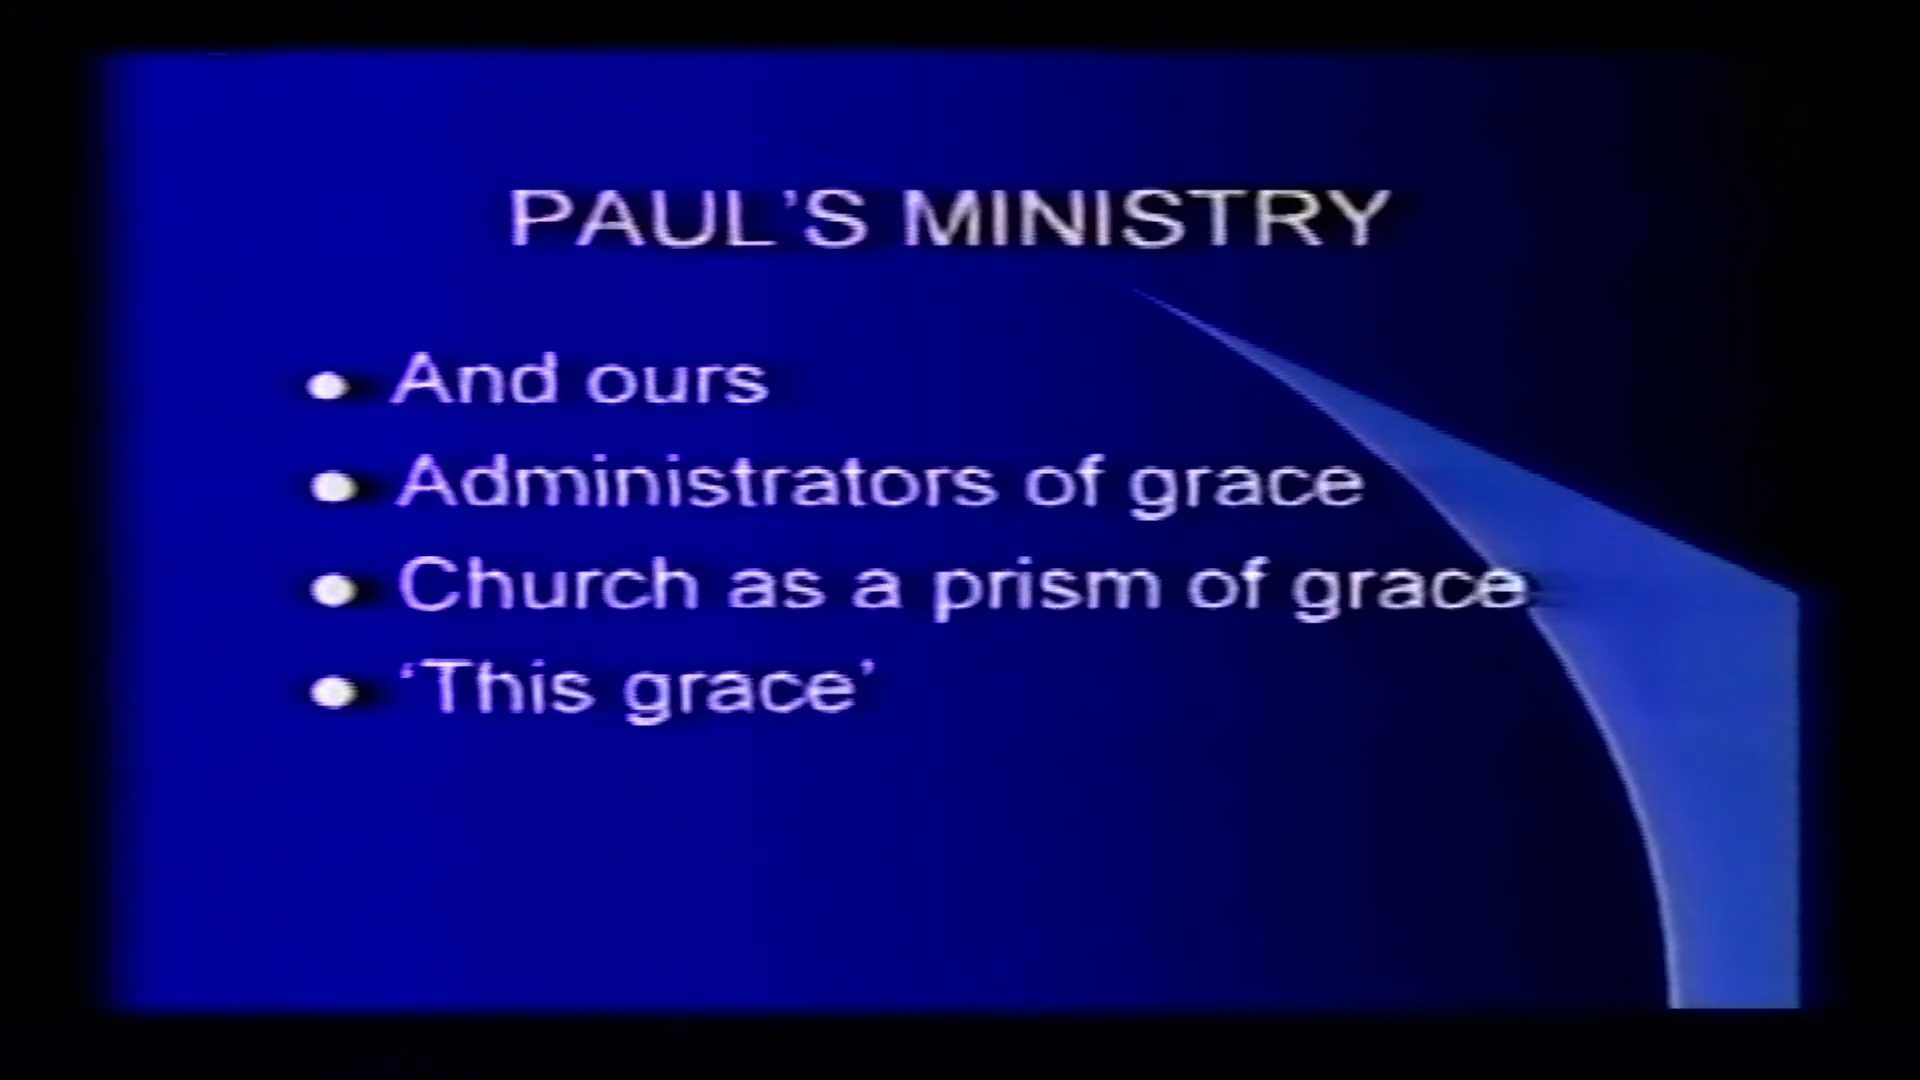 PAUL’S MINISTRY
• And ours
• Administrators of grace
• Church as a prism of grace
• ‘This grace’